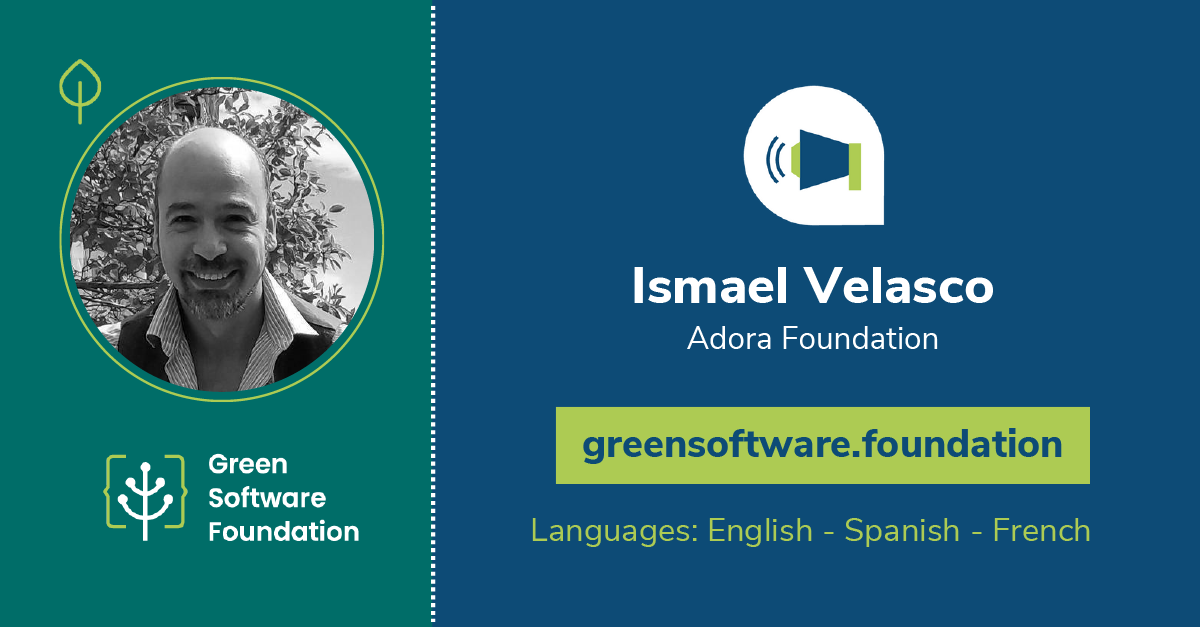 Green
Software
Foundation
Ismael Velasco
Adora Foundation
greensoftware.foundation
Languages: English - Spanish - French